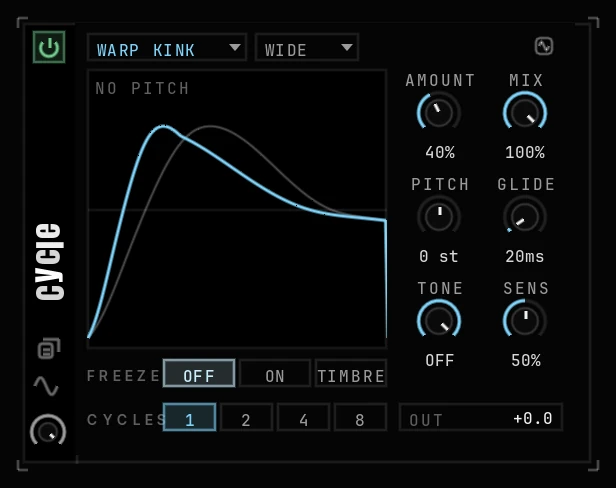 WARP KINK WIDE
NO PITCH
AMOUNT MIX
40% 100%
PITCH GLIDE
0 st 20ms
TONE SENS
OFF 50%
cycle
FREEZE OFF ON TIMBRE
CYCLES 1 2 4 8 OUT +0.0